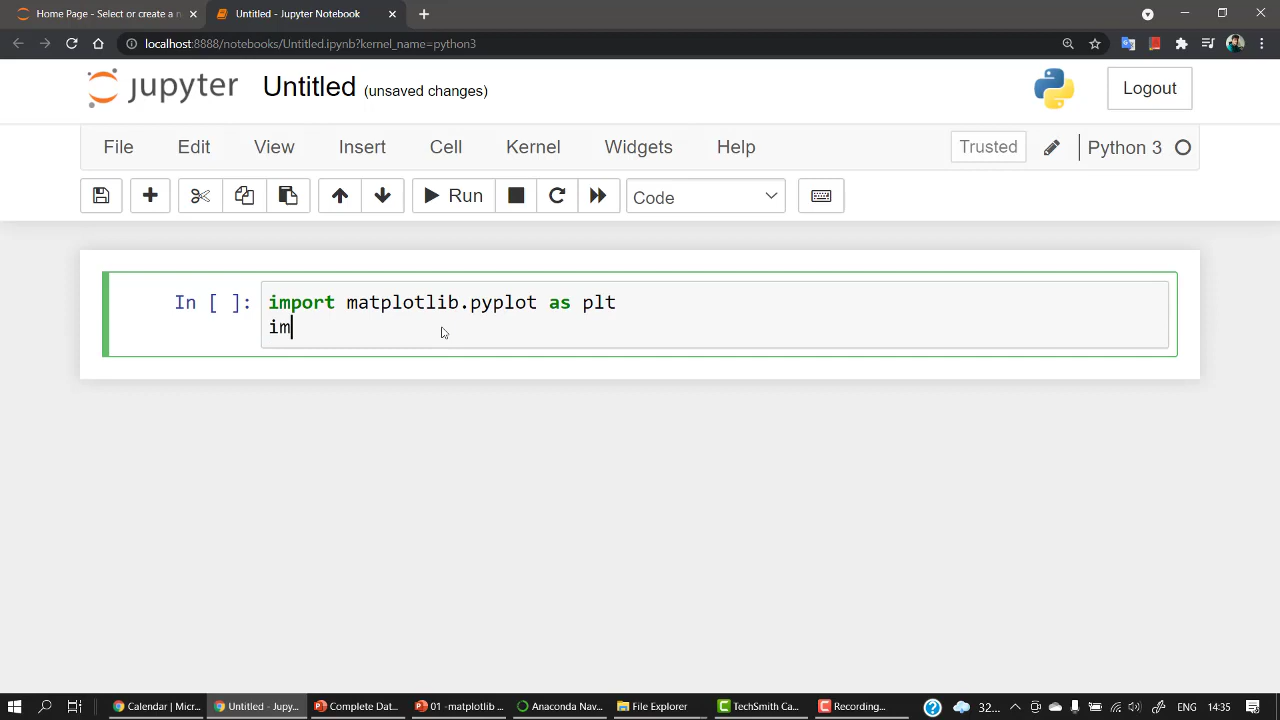 Home Page - Select or create a n
Untitled - Jupyter Notebook
localhost:8888/notebooks/Untitled.ipynb?kernel_name=python3
jupyter Untitled (unsaved changes)
Logout
File Edit View Insert Cell Kernel Widgets Help Trusted Python 3
Run Code
In [ ]: import matplotlib.pyplot as plt
im
Calendar | Micr... Untitled - Jupy... Complete Dat... 01 -matplotlib ... Anaconda Nav... File Explorer TechSmith Ca... Recording... 32... ENG 14:35